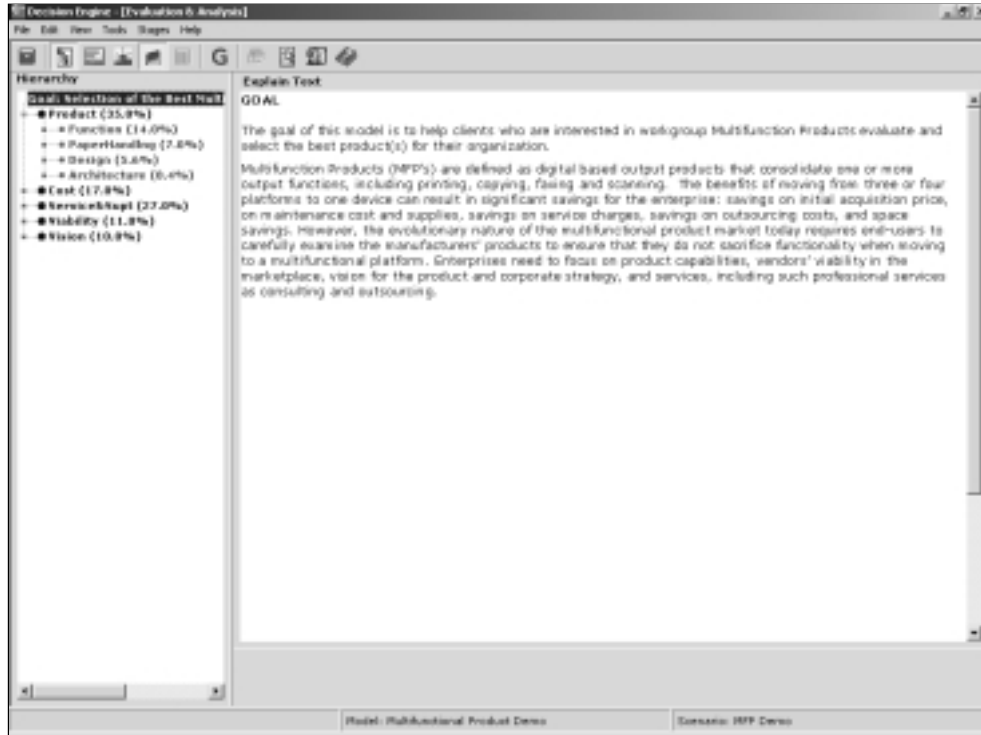 Decision Engine - [Evaluation & Analysis]
File Edit View Tools Stages Help
G
Hierarchy
Explain Text
Goal: Selection of the Best Mult
Product (35.0%)
Function (14.0%)
PaperHandling (7.0%)
Design (5.6%)
Architecture (8.4%)
Cost (17.0%)
Service&Supt (27.0%)
Viability (11.0%)
Vision (10.0%)
GOAL
The goal of this model is to help clients who are interested in workgroup Multifunction Products evaluate and
select the best product(s) for their organization.
Multifunction Products (MFP's) are defined as digital based output products that consolidate one or more
output functions, including printing, copying, faxing and scanning. The benefits of moving from three or four
platforms to one device can result in significant savings for the enterprise: savings on initial acquisition price,
on maintenance cost and supplies, savings on service charges, savings on outsourcing costs, and space
savings. However, the evolutionary nature of the multifunctional product market today requires end-users to
carefully examine the manufacturers' products to ensure that they do not sacrifice functionality when moving
to a multifunctional platform. Enterprises need to focus on product capabilities, vendors' viability in the
marketplace, vision for the product and corporate strategy, and services, including such professional services
as consulting and outsourcing.
Model: Multifunctional Product Demo
Scenario: MFP Demo